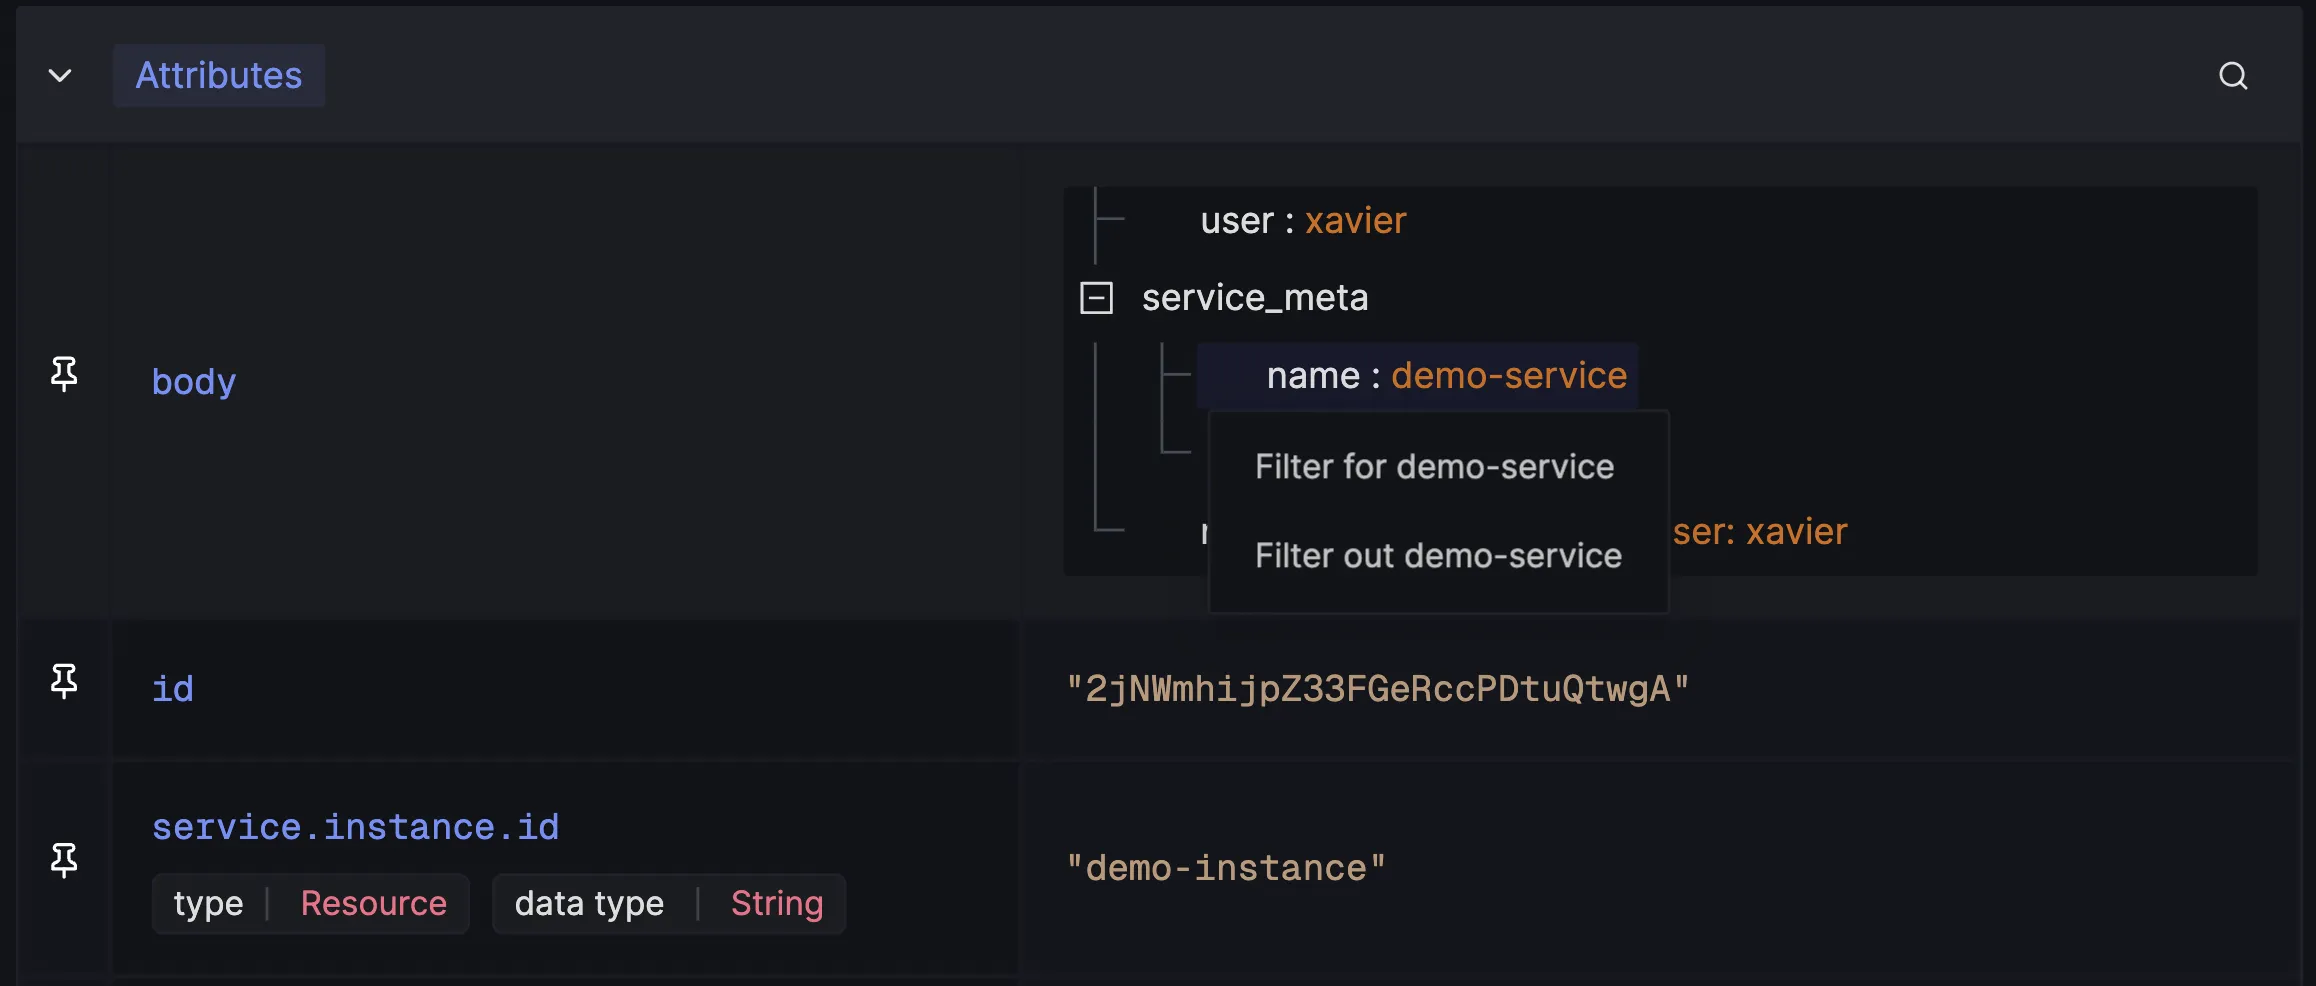 Attributes
user : xavier
service_meta
body
name : demo-service
Filter for demo-service
ser: xavier
Filter out demo-service
id
"2jNWmhijpZ33FGeRccPDtuQtwgA"
service.instance.id
"demo-instance"
type | Resource
data type | String